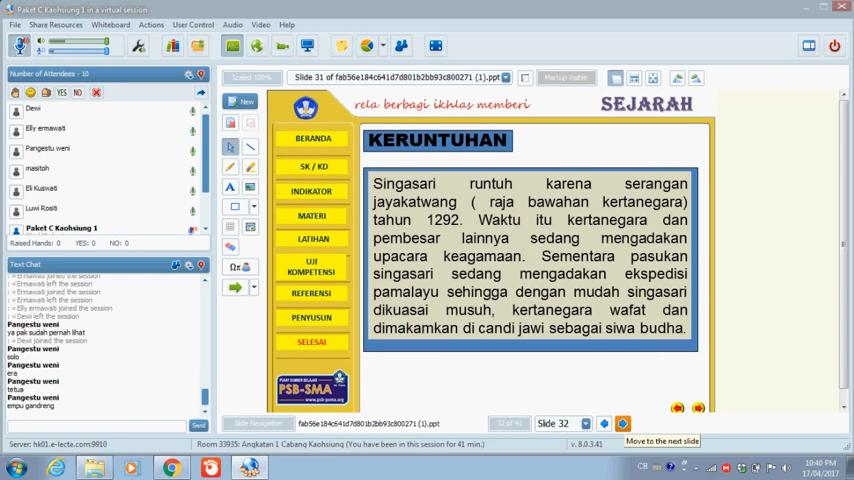 Paket C Kaohsiung 1 in a virtual session
File Share Resources Whiteboard Actions User Control Audio Video Help
Number of Attendees - 10
YES NO
Dewi
Elly ermawati
Pangestu weni
masitoh
Eli Kuswati
Luwi Rositi
Paket C Kaohsiung 1
Raised Hands: 0 YES: 0 NO: 0
Text Chat
: « Ermawati left the session
: » Ermawati joined the session
: « Ermawati left the session
: » Elly ermawati joined the session
: « Dewi left the session
Pangestu weni
ya pak sudah pernah lihat
: » Dewi joined the session
Pangestu weni
solo
Pangestu weni
era
Pangestu weni
tetua
Pangestu weni
empu gandreng
Send
Scaled 100%
Slide 31 of fab56e184c641d7d801b2bb93c800271 (1).ppt
Markup Visible
New
A
Ωπ
rela berbagi ikhlas memberi
SEJARAH
BERANDA
SK / KD
INDIKATOR
MATERI
LATIHAN
UJI
KOMPETENSI
REFERENSI
PENYUSUN
SELESAI
PUSAT SUMBER BELAJAR
PSB-SMA
www.psb-psma.org
KERUNTUHAN
Singasari runtuh karena serangan
jayakatwang ( raja bawahan kertanegara)
tahun 1292. Waktu itu kertanegara dan
pembesar lainnya sedang mengadakan
upacara keagamaan. Sementara pasukan
singasari sedang mengadakan ekspedisi
pamalayu sehingga dengan mudah singasari
dikuasai musuh, kertanegara wafat dan
dimakamkan di candi jawi sebagai siwa budha.
Slide Navigation
fab56e184c641d7d801b2bb93c800271 (1).ppt
32 of 41
Slide 32
Move to the next slide
Server: hk01.e-lecta.com:9910
Room 33935: Angkatan 1 Cabang Kaohsiung (You have been in this session for 41 min.)
v. 8.0.3.41
CH
10:40 PM
17/04/2017